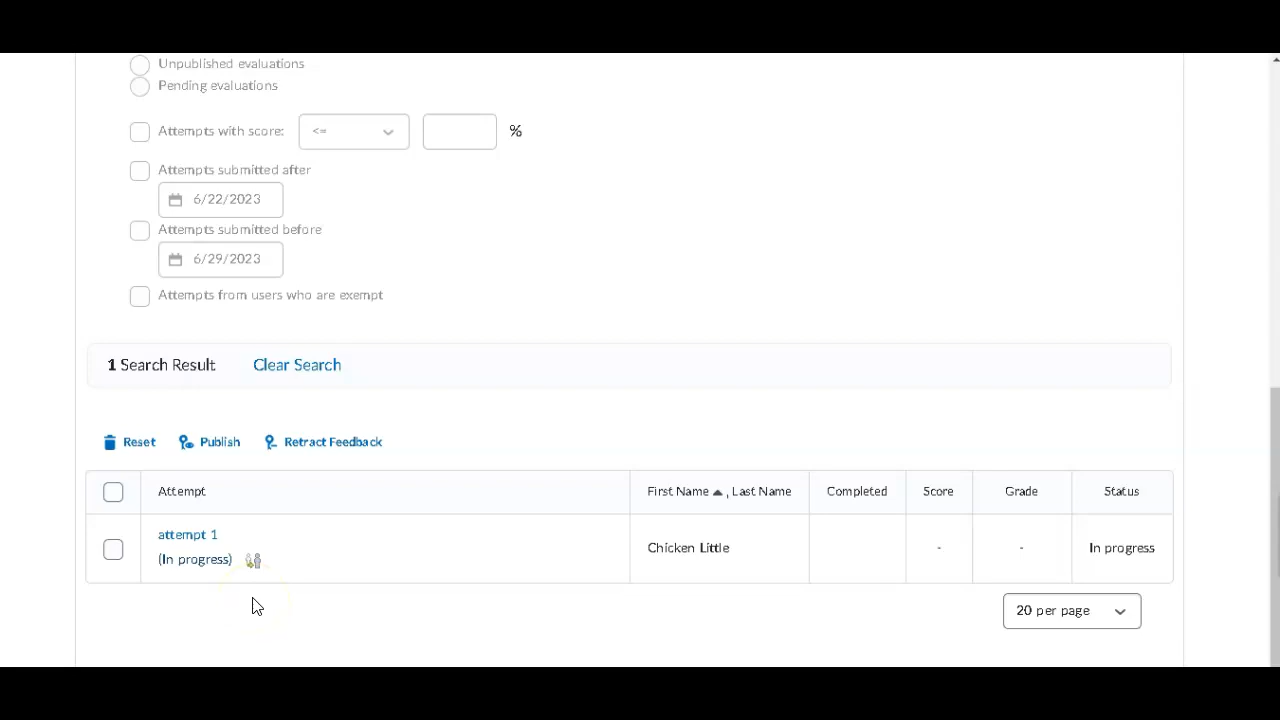 Unpublished evaluations
Pending evaluations
Attempts with score: <= %
Attempts submitted after
6/22/2023
Attempts submitted before
6/29/2023
Attempts from users who are exempt
1 Search Result Clear Search
Reset Publish Retract Feedback
Attempt First Name , Last Name Completed Score Grade Status
attempt 1
(In progress) Chicken Little - - In progress
20 per page